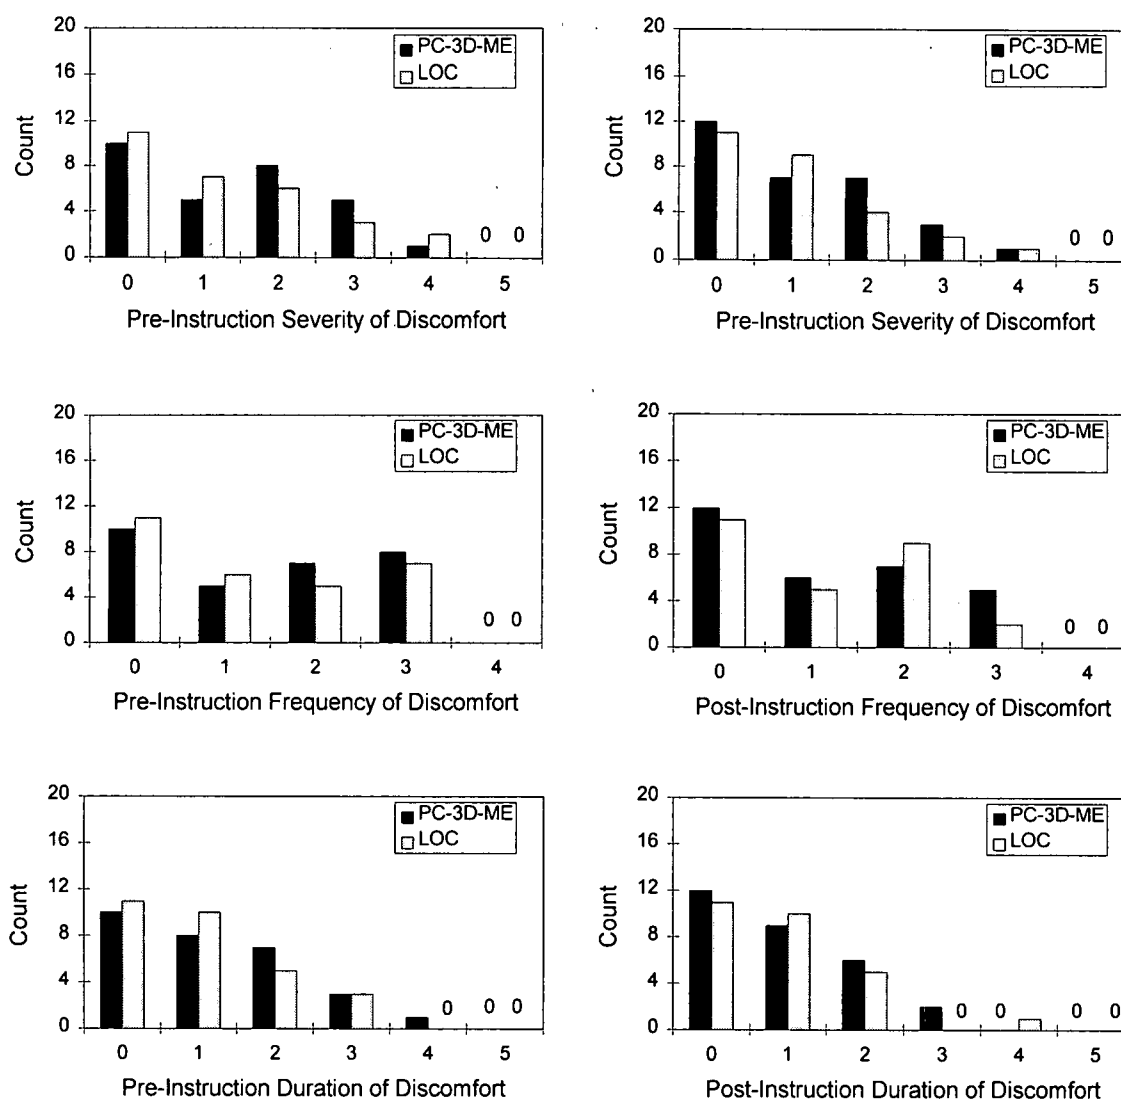 20
16
12
8
4
0
Count
PC-3D-ME
LOC
0 0
0 1 2 3 4 5
Pre-Instruction Severity of Discomfort
20
16
12
8
4
0
Count
PC-3D-ME
LOC
0 0
0 1 2 3 4 5
Pre-Instruction Severity of Discomfort
20
16
12
8
4
0
Count
PC-3D-ME
LOC
0 0
0 1 2 3 4
Pre-Instruction Frequency of Discomfort
20
16
12
8
4
0
Count
PC-3D-ME
LOC
0 0
0 1 2 3 4
Post-Instruction Frequency of Discomfort
20
16
12
8
4
0
Count
PC-3D-ME
LOC
0 0 0
0 1 2 3 4 5
Pre-Instruction Duration of Discomfort
20
16
12
8
4
0
Count
PC-3D-ME
LOC
0 0 0 0
0 1 2 3 4 5
Post-Instruction Duration of Discomfort